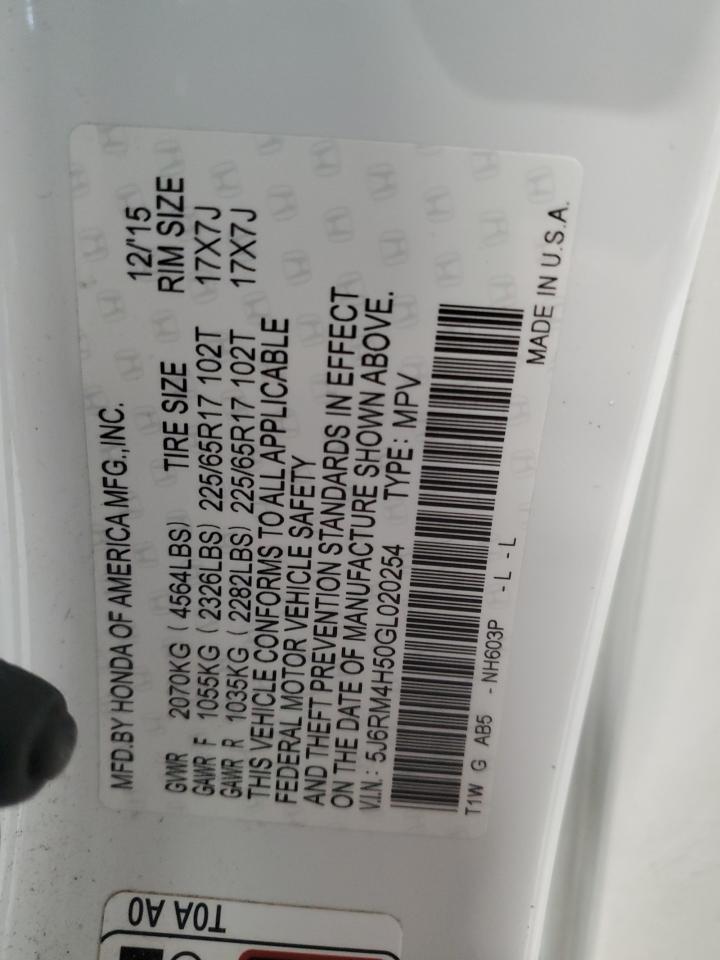 MFD.BY HONDA OF AMERICA MFG.,INC. 12/'15
GVWR 2070KG ( 4564LBS) TIRE SIZE RIM SIZE
GAWR F 1055KG ( 2326LBS) 225/65R17 102T 17X7J
GAWR R 1035KG ( 2282LBS) 225/65R17 102T 17X7J
THIS VEHICLE CONFORMS TO ALL APPLICABLE
FEDERAL MOTOR VEHICLE SAFETY
AND THEFT PREVENTION STANDARDS IN EFFECT
ON THE DATE OF MANUFACTURE SHOWN ABOVE.
V.I.N.: 5J6RM4H50GL020254 TYPE: MPV
T1W G AB5 -NH603P - L - L MADE IN U.S.A.
T0A A0